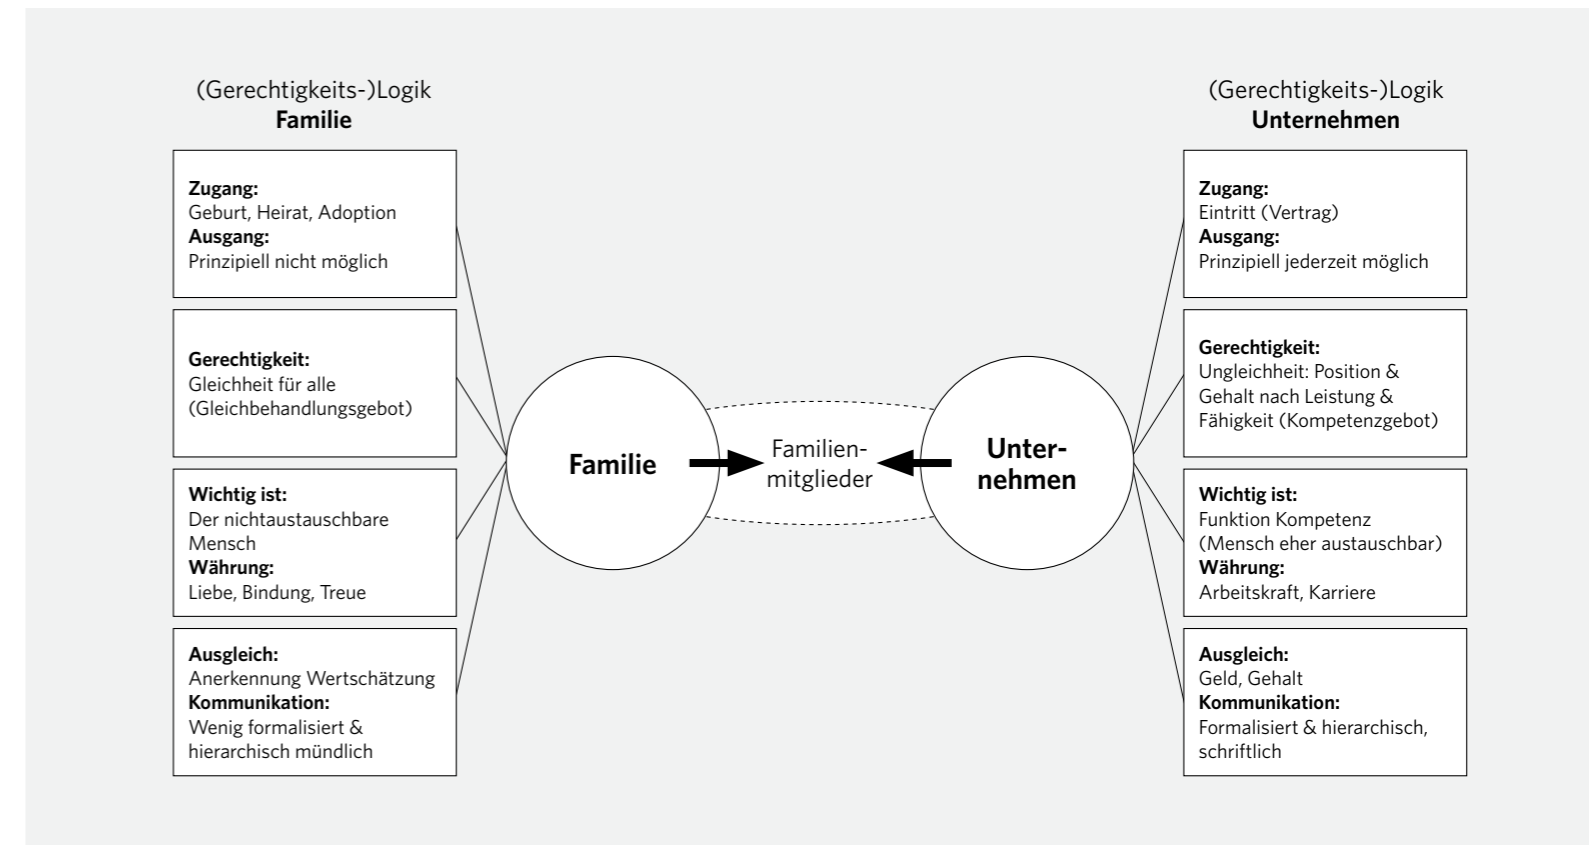 (Gerechtigkeits-)Logik
Familie
Zugang:
Geburt, Heirat, Adoption
Ausgang:
Prinzipiell nicht möglich
Gerechtigkeit:
Gleichheit für alle
(Gleichbehandlungsgebot)
Wichtig ist:
Der nichtaustauschbare
Mensch
Währung:
Liebe, Bindung, Treue
Ausgleich:
Anerkennung Wertschätzung
Kommunikation:
Wenig formalisiert &
hierarchisch mündlich
Familie
Familien-
mitglieder
Unter-
nehmen
(Gerechtigkeits-)Logik
Unternehmen
Zugang:
Eintritt (Vertrag)
Ausgang:
Prinzipiell jederzeit möglich
Gerechtigkeit:
Ungleichheit: Position &
Gehalt nach Leistung &
Fähigkeit (Kompetenzgebot)
Wichtig ist:
Funktion Kompetenz
(Mensch eher austauschbar)
Währung:
Arbeitskraft, Karriere
Ausgleich:
Geld, Gehalt
Kommunikation:
Formalisiert & hierarchisch,
schriftlich